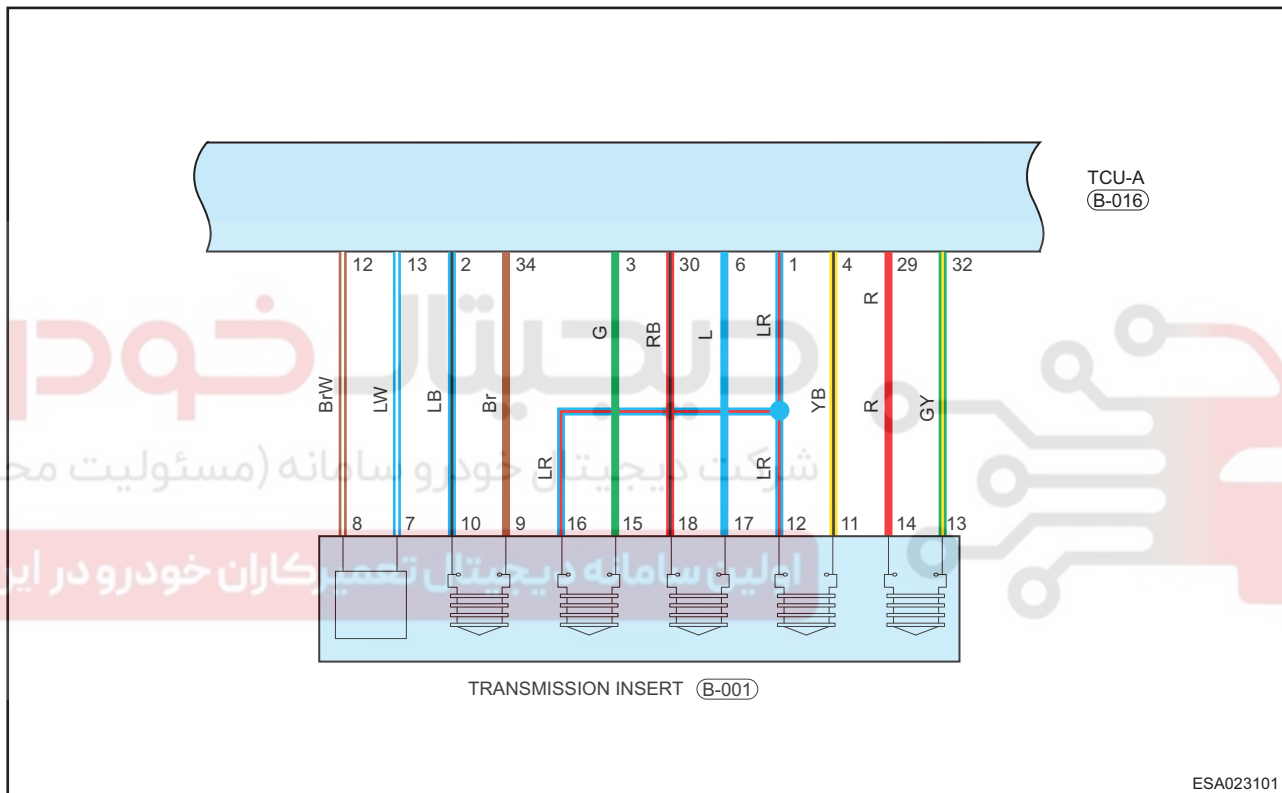 TCU-A
B-016
12 13 2 34 3 30 6 1 4 29 32
BrW LW LB Br G RB L LR YB R R GY
LR LR
دیجیتال خودرو
شرکت دیجیتال خودرو سامانه (مسئولیت
اولین سامانه دیجیتال تعمیرکاران خودرو در
8 7 10 9 16 15 18 17 12 11 14 13
TRANSMISSION INSERT B-001
ESA023101